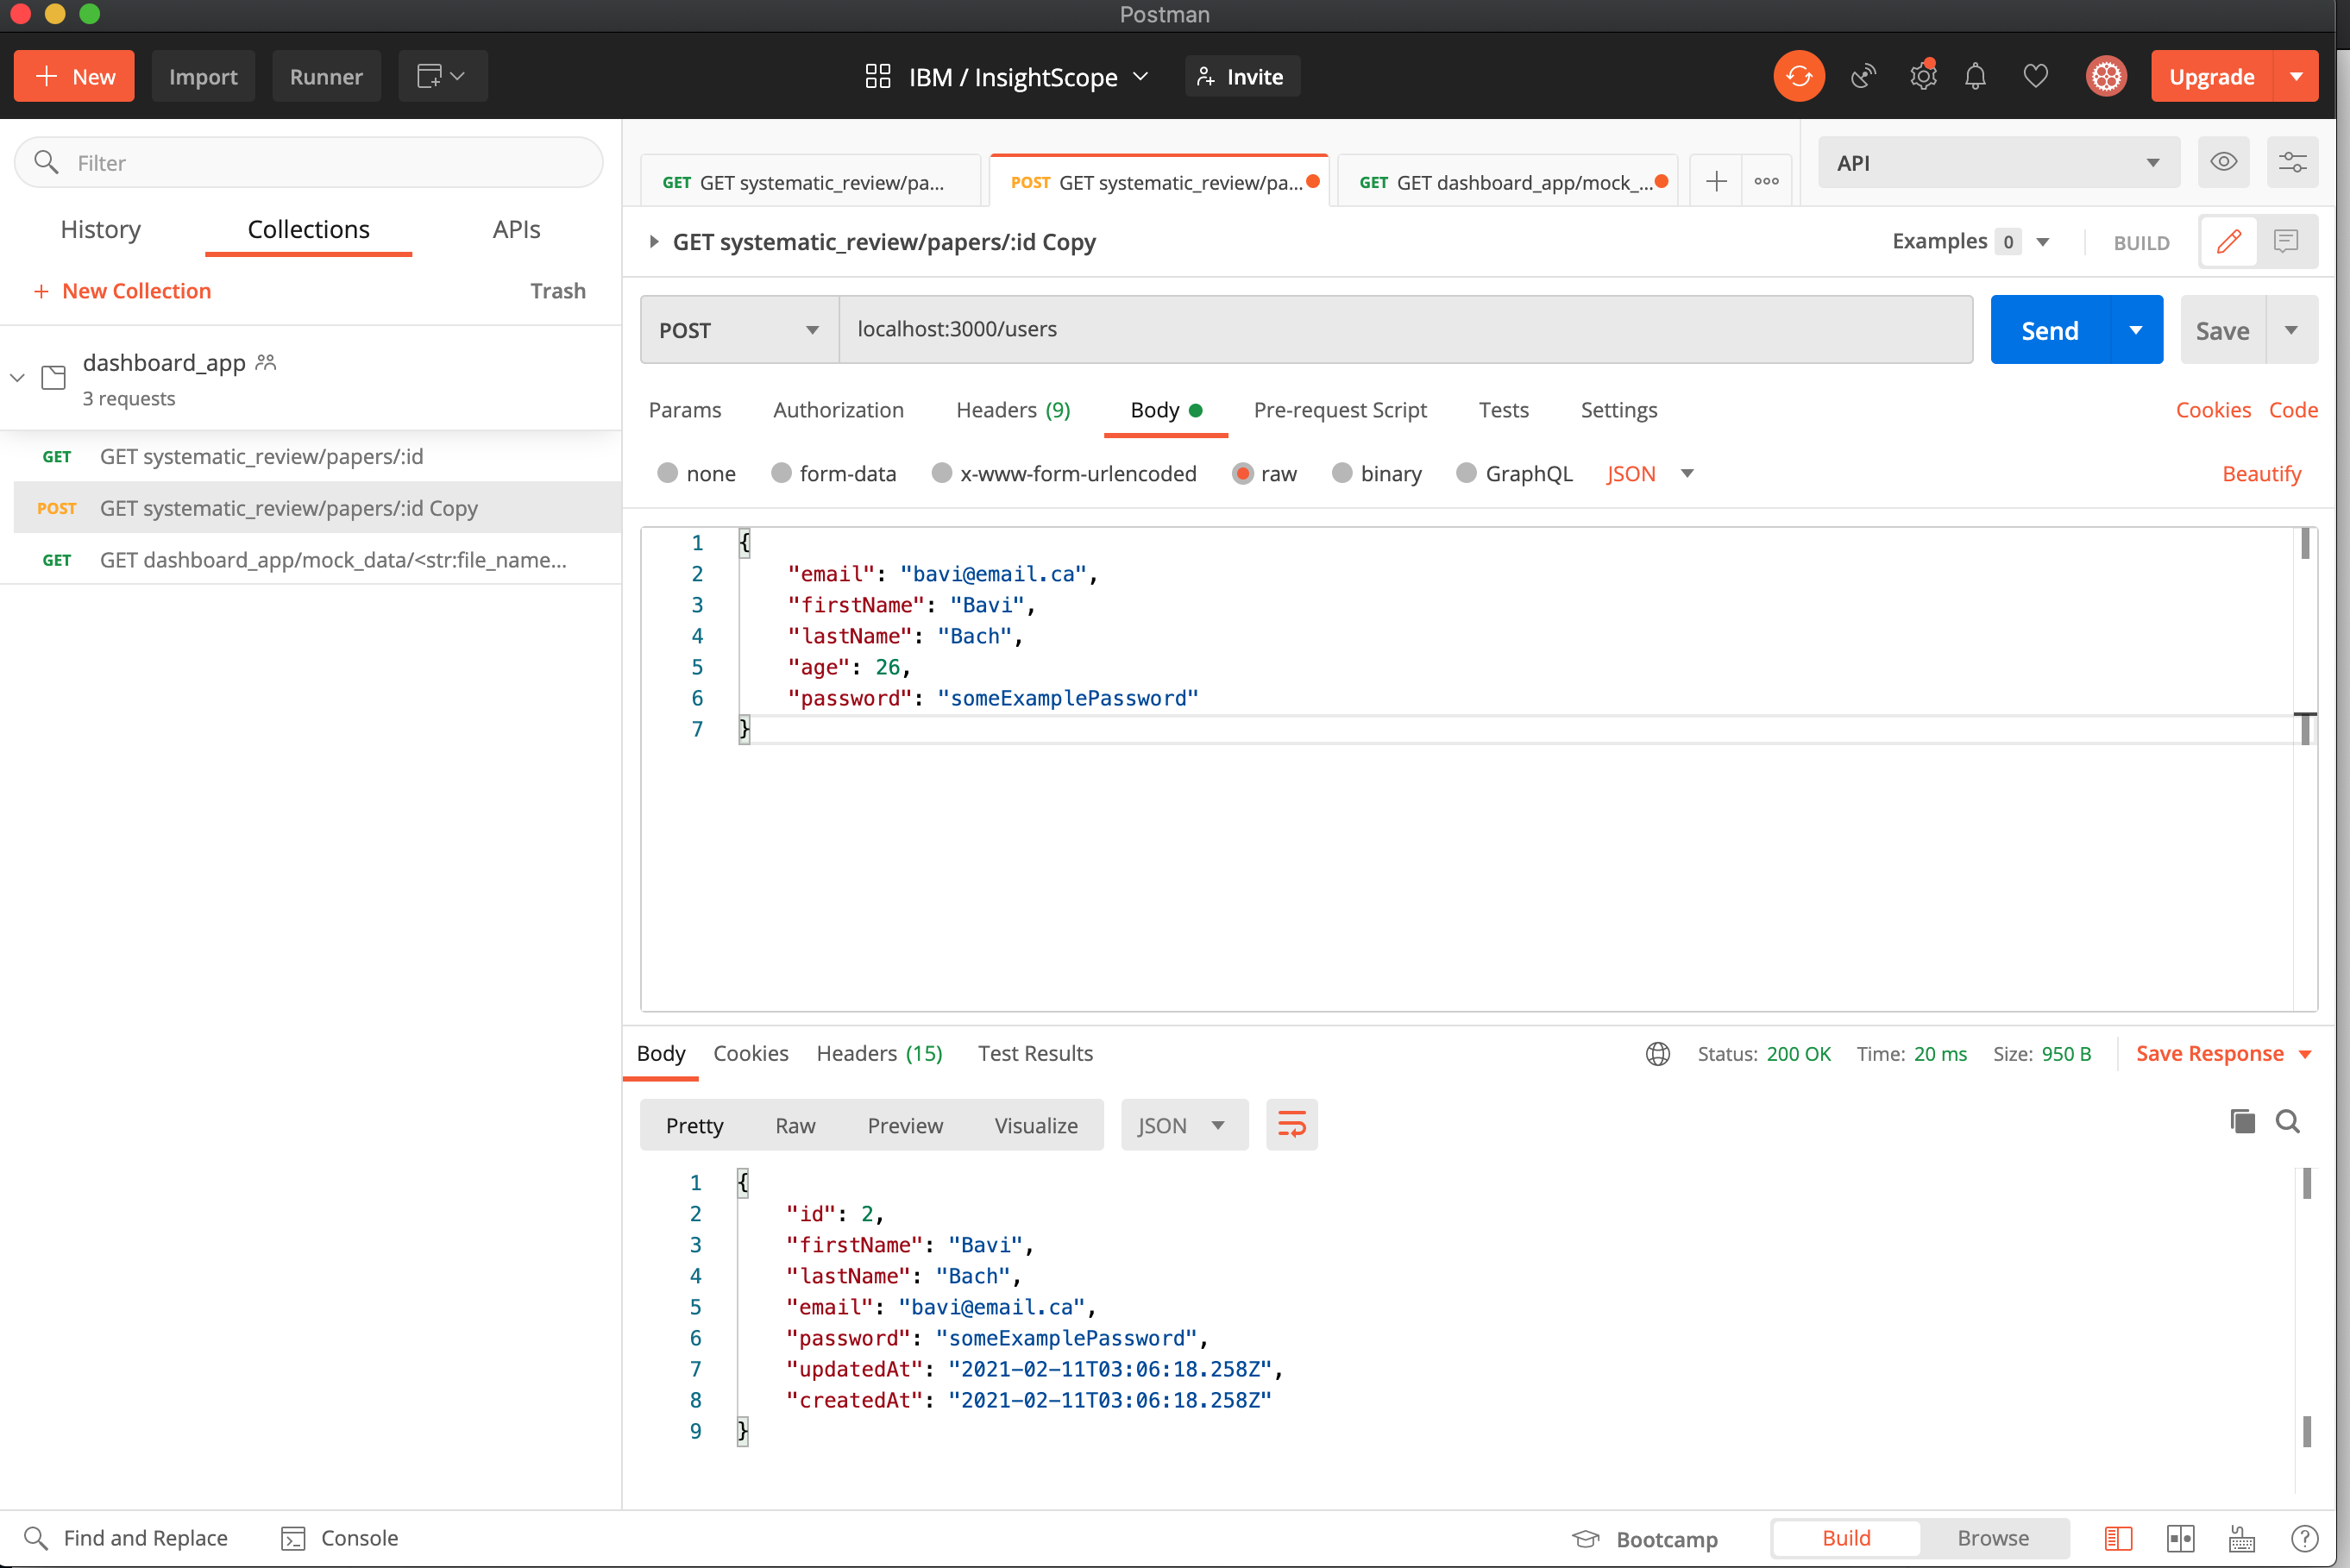 Postman
New
Import
Runner
IBM / InsightScope
Invite
Upgrade
Filter
History
Collections
APIs
+ New Collection
Trash
dashboard_app
3 requests
GET GET systematic_review/papers/:id
POST GET systematic_review/papers/:id Copy
GET GET dashboard_app/mock_data/<str:file_name...
GET GET systematic_review/pa...
POST GET systematic_review/pa...
GET GET dashboard_app/mock_...
API
GET systematic_review/papers/:id Copy
Examples 0
BUILD
POST
localhost:3000/users
Send
Save
Params
Authorization
Headers (9)
Body
Pre-request Script
Tests
Settings
Cookies
Code
none
form-data
x-www-form-urlencoded
raw
binary
GraphQL
JSON
Beautify
1 {
2 "email": "bavi@email.ca",
3 "firstName": "Bavi",
4 "lastName": "Bach",
5 "age": 26,
6 "password": "someExamplePassword"
7 }
Body
Cookies
Headers (15)
Test Results
Status: 200 OK
Time: 20 ms
Size: 950 B
Save Response
Pretty
Raw
Preview
Visualize
JSON
1 {
2 "id": 2,
3 "firstName": "Bavi",
4 "lastName": "Bach",
5 "email": "bavi@email.ca",
6 "password": "someExamplePassword",
7 "updatedAt": "2021-02-11T03:06:18.258Z",
8 "createdAt": "2021-02-11T03:06:18.258Z"
9 }
Find and Replace
Console
Bootcamp
Build
Browse